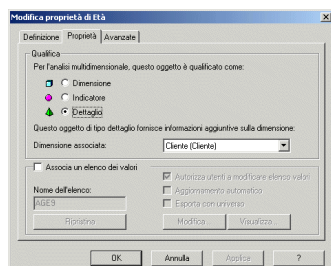 Modifica proprietà di Età
Definizione Proprietà Avanzate
Qualifica
Per l'analisi multidimensionale, questo oggetto è qualificato come:
Dimensione
Indicatore
Dettaglio
Questo oggetto di tipo dettaglio fornisce informazioni aggiuntive sulla dimensione:
Dimensione associata: Cliente (Cliente)
Associa un elenco dei valori
Autorizza utenti a modificare elenco valori
Nome dell'elenco: Aggiornamento automatico
AGE9 Esporta con universo
Ripristino Modifica... Visualizza...
OK Annulla Applica ?